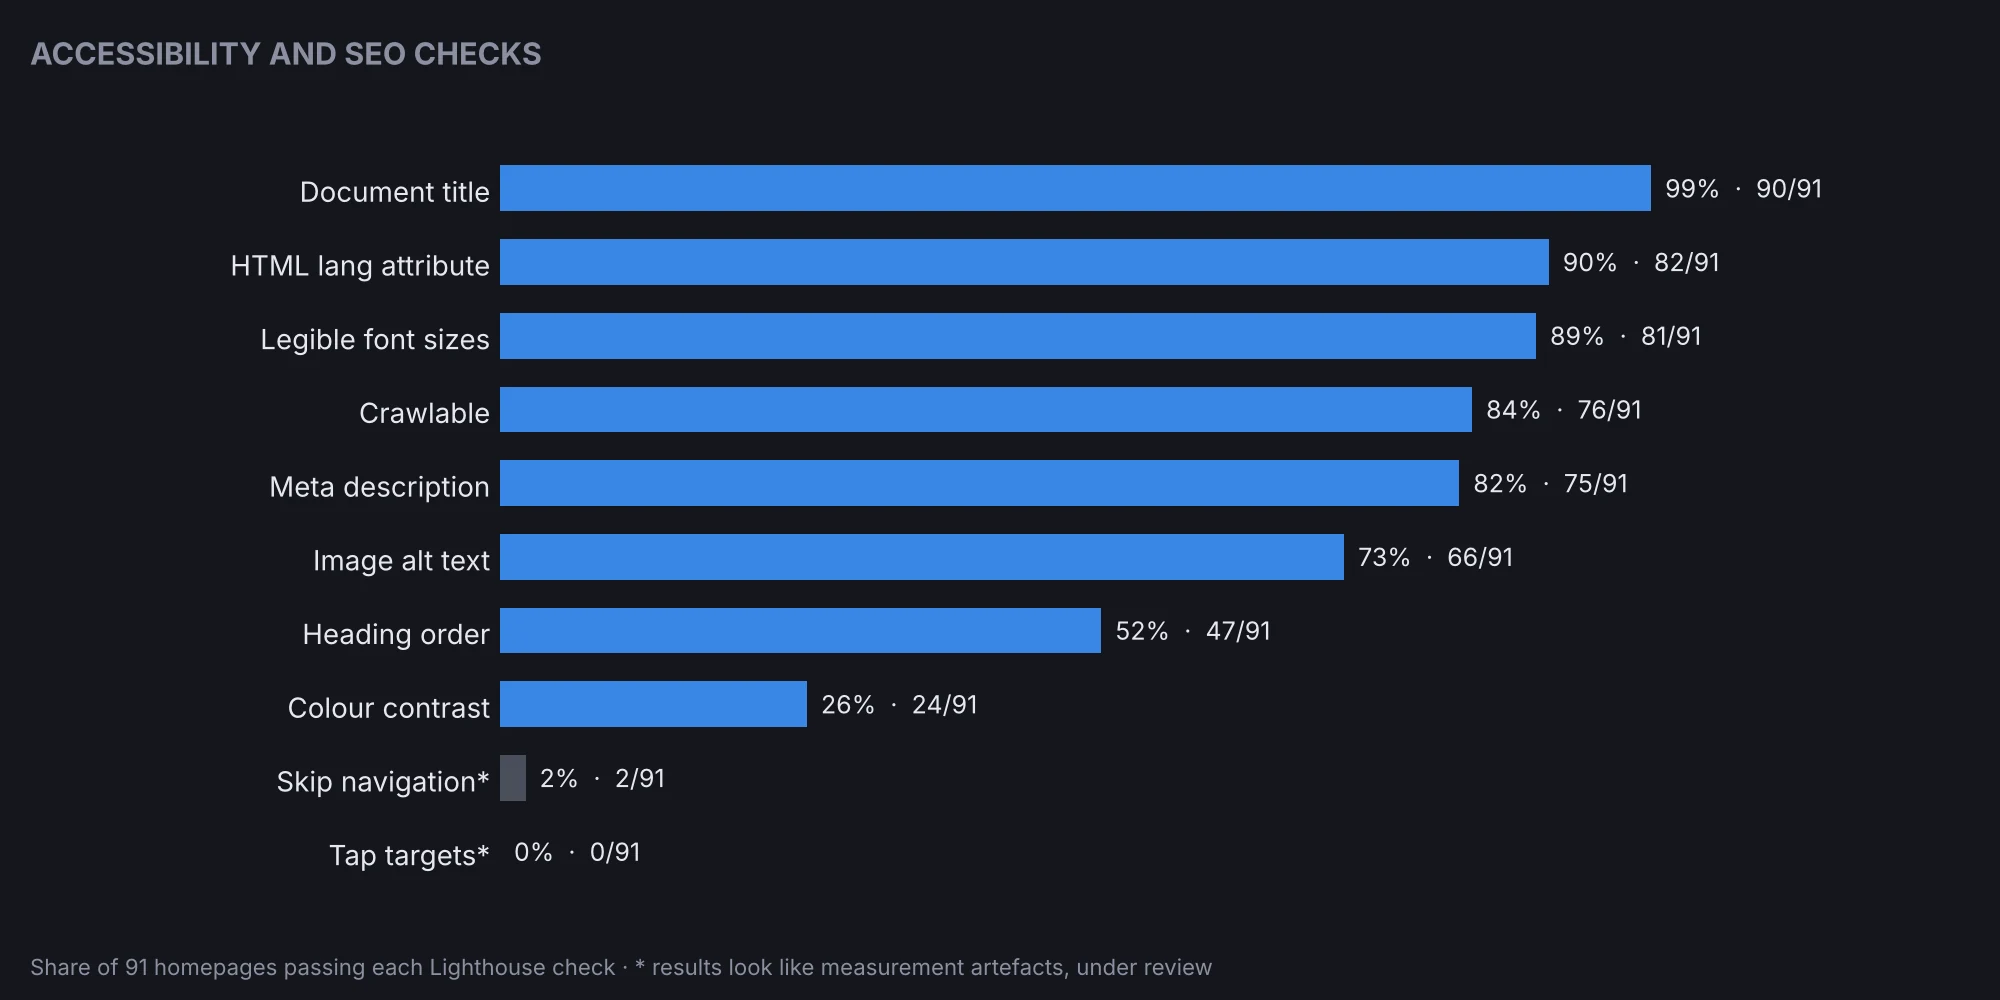 ACCESSIBILITY AND SEO CHECKS
Document title 99% · 90/91
HTML lang attribute 90% · 82/91
Legible font sizes 89% · 81/91
Crawlable 84% · 76/91
Meta description 82% · 75/91
Image alt text 73% · 66/91
Heading order 52% · 47/91
Colour contrast 26% · 24/91
Skip navigation* 2% · 2/91
Tap targets* 0% · 0/91
Share of 91 homepages passing each Lighthouse check · * results look like measurement artefacts, under review